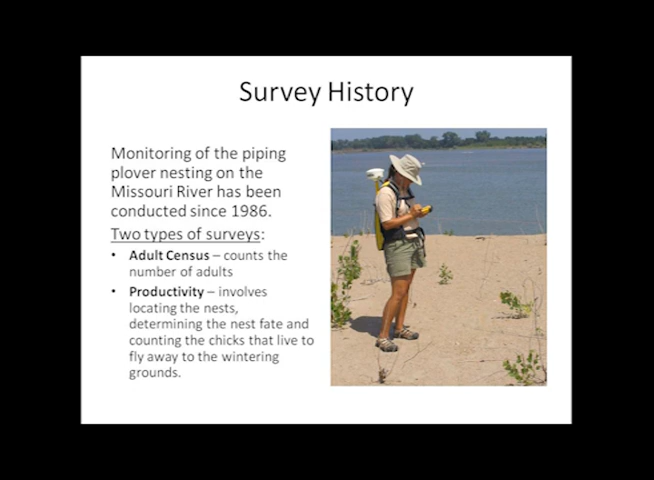 Survey History
Monitoring of the piping
plover nesting on the
Missouri River has been
conducted since 1986.
Two types of surveys:
• Adult Census – counts the
number of adults
• Productivity – involves
locating the nests,
determining the nest fate and
counting the chicks that live to
fly away to the wintering
grounds.